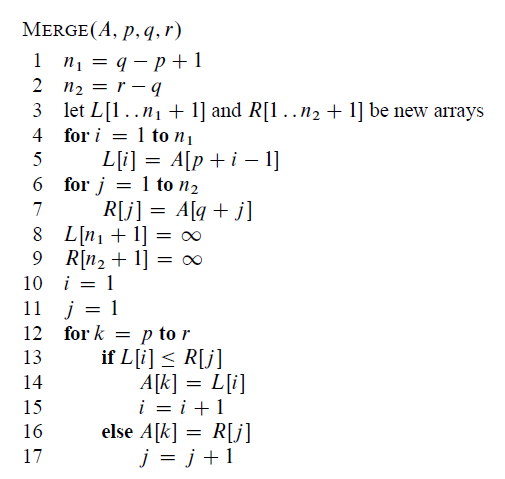 MERGE(A, p, q, r)
1 n₁ = q − p + 1
2 n₂ = r − q
3 let L[1 . . n₁ + 1] and R[1 . . n₂ + 1] be new arrays
4 for i = 1 to n₁
5 L[i] = A[p + i − 1]
6 for j = 1 to n₂
7 R[j] = A[q + j]
8 L[n₁ + 1] = ∞
9 R[n₂ + 1] = ∞
10 i = 1
11 j = 1
12 for k = p to r
13 if L[i] ≤ R[j]
14 A[k] = L[i]
15 i = i + 1
16 else A[k] = R[j]
17 j = j + 1